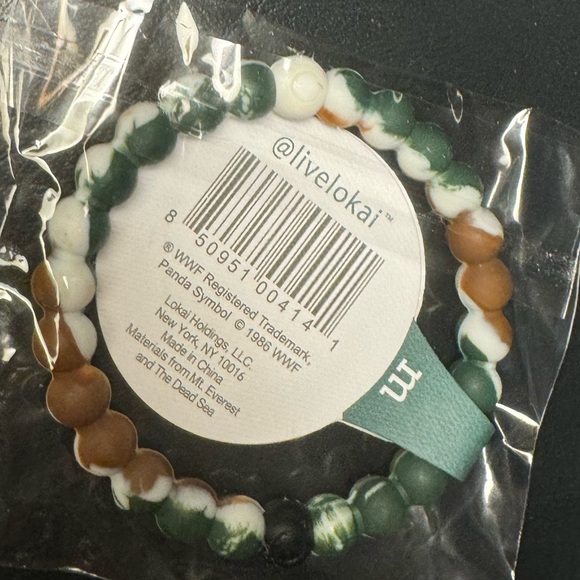 @livelokai™
8 50951 00414 1
® WWF Registered Trademark,
Panda Symbol © 1986 WWF
Lokai Holdings, LLC.
New York, NY 10016
Made in China
Materials from Mt. Everest
and The Dead Sea
m